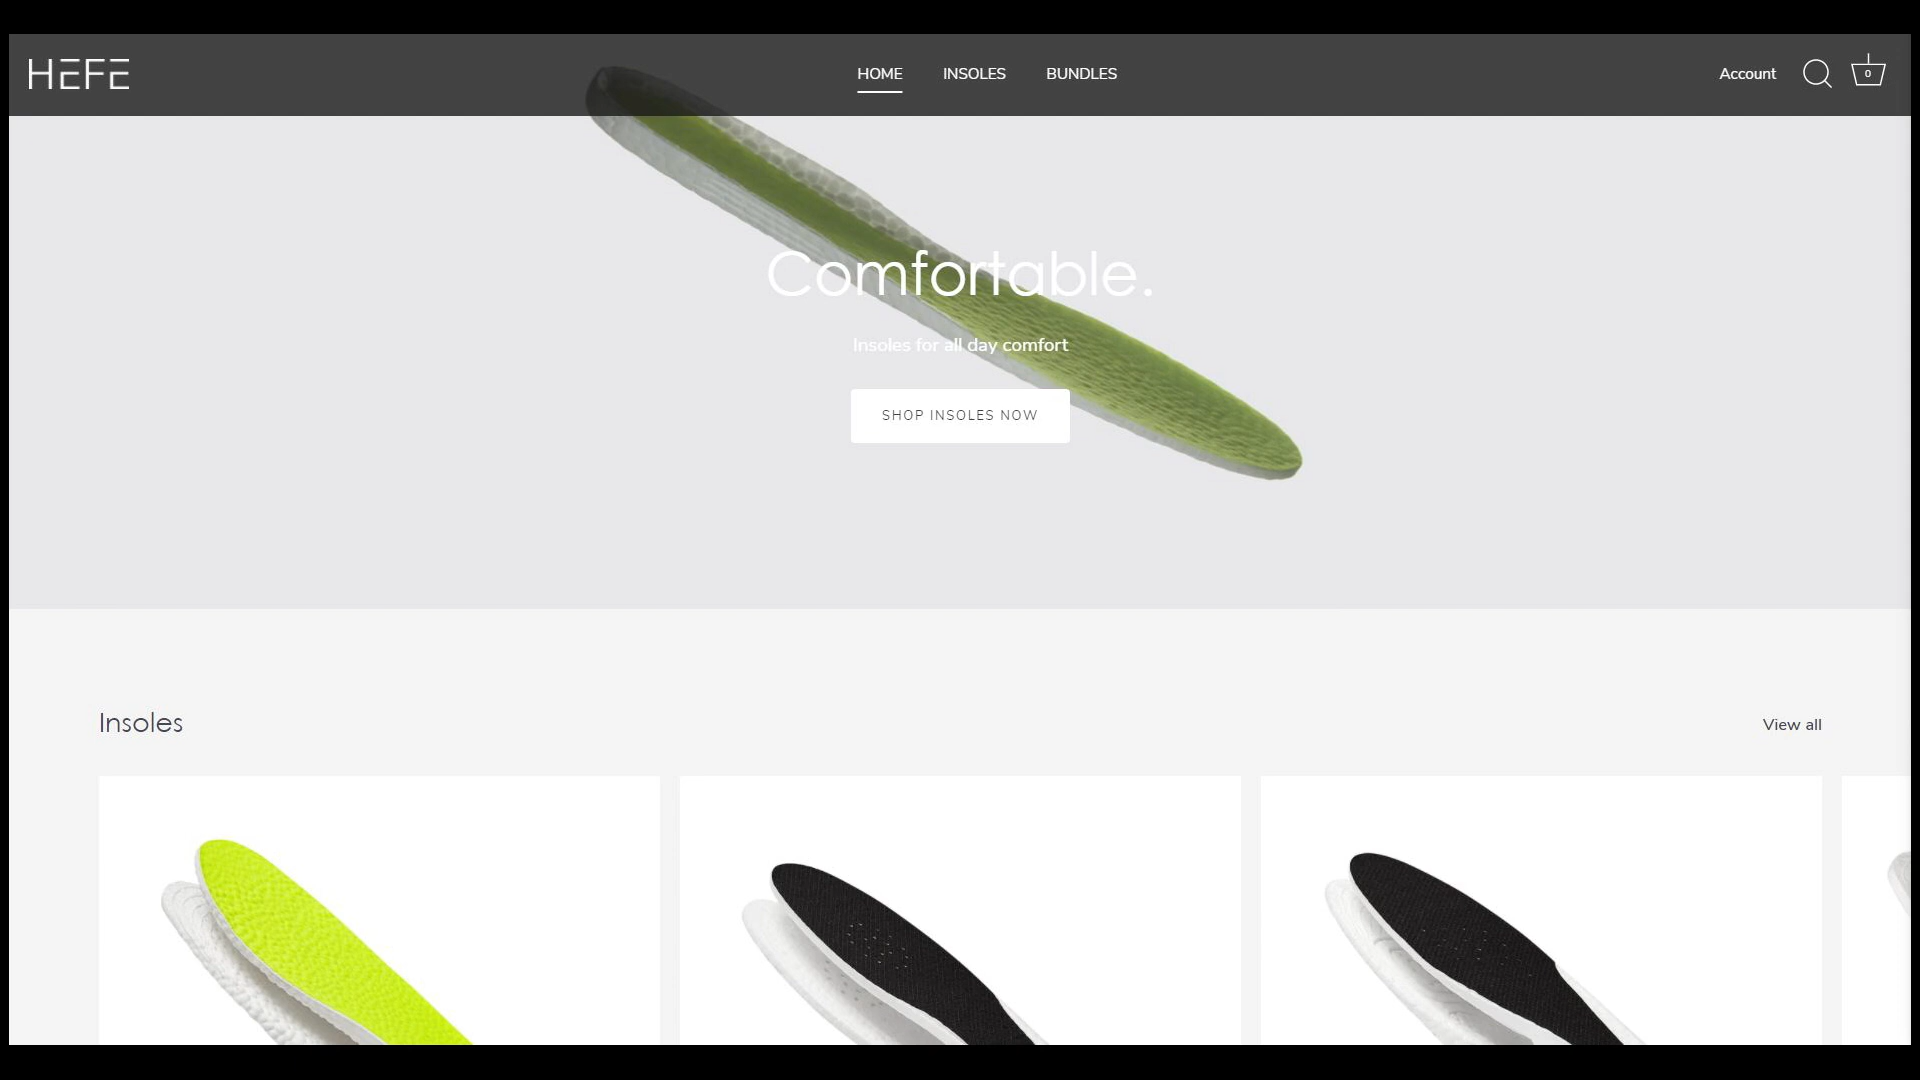 HEFE
HOME INSOLES BUNDLES
Account
0
Comfortable.
Insoles for all day comfort
SHOP INSOLES NOW
Insoles
View all